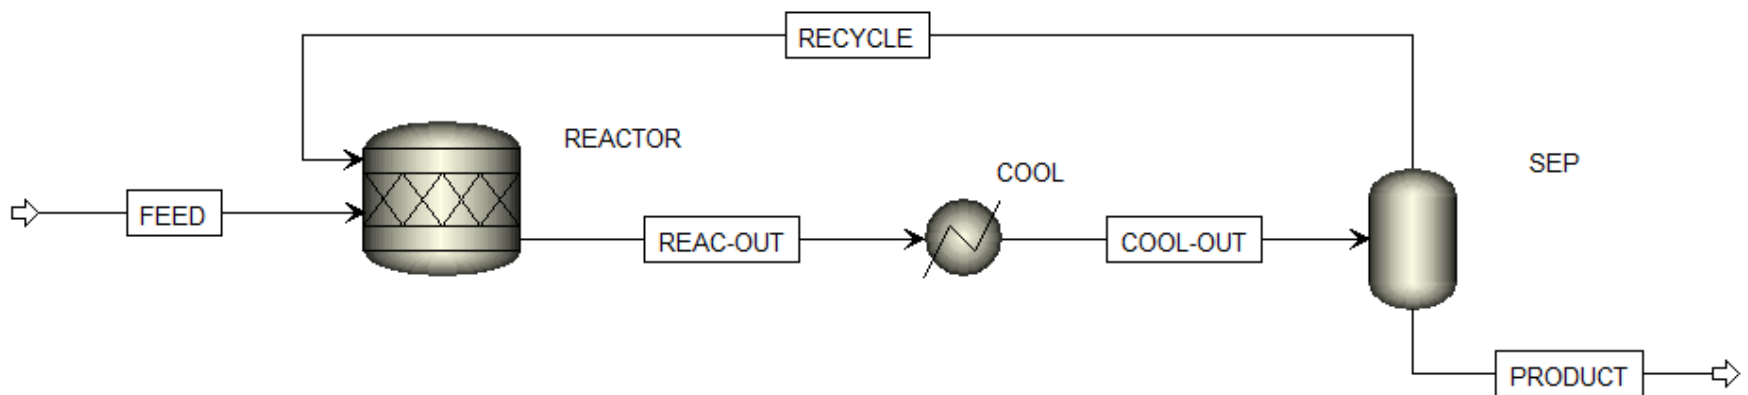 RECYCLE
REACTOR
SEP
COOL
FEED
REAC-OUT
COOL-OUT
PRODUCT